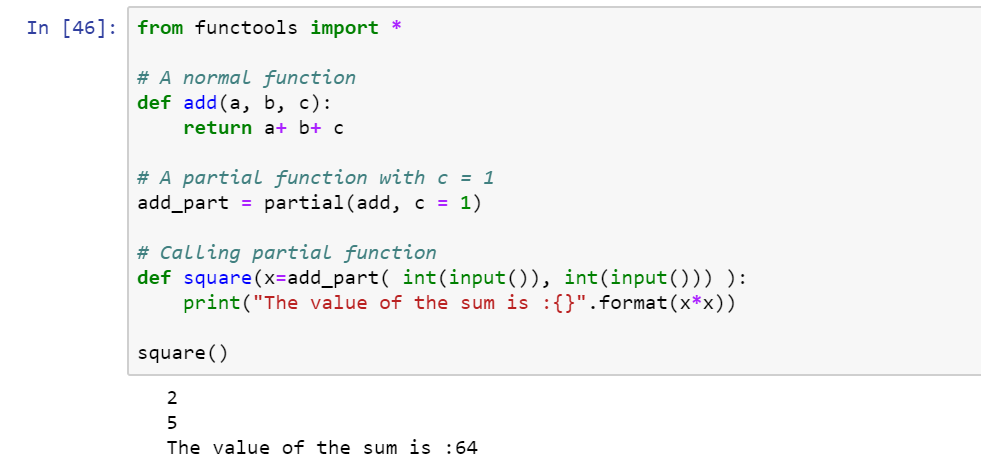 In [46]: from functools import *
# A normal function
def add(a, b, c):
    return a+ b+ c
# A partial function with c = 1
add_part = partial(add, c = 1)
# Calling partial function
def square(x=add_part( int(input()), int(input())) ):
    print("The value of the sum is :{}".format(x*x))
square()
2
5
The value of the sum is :64